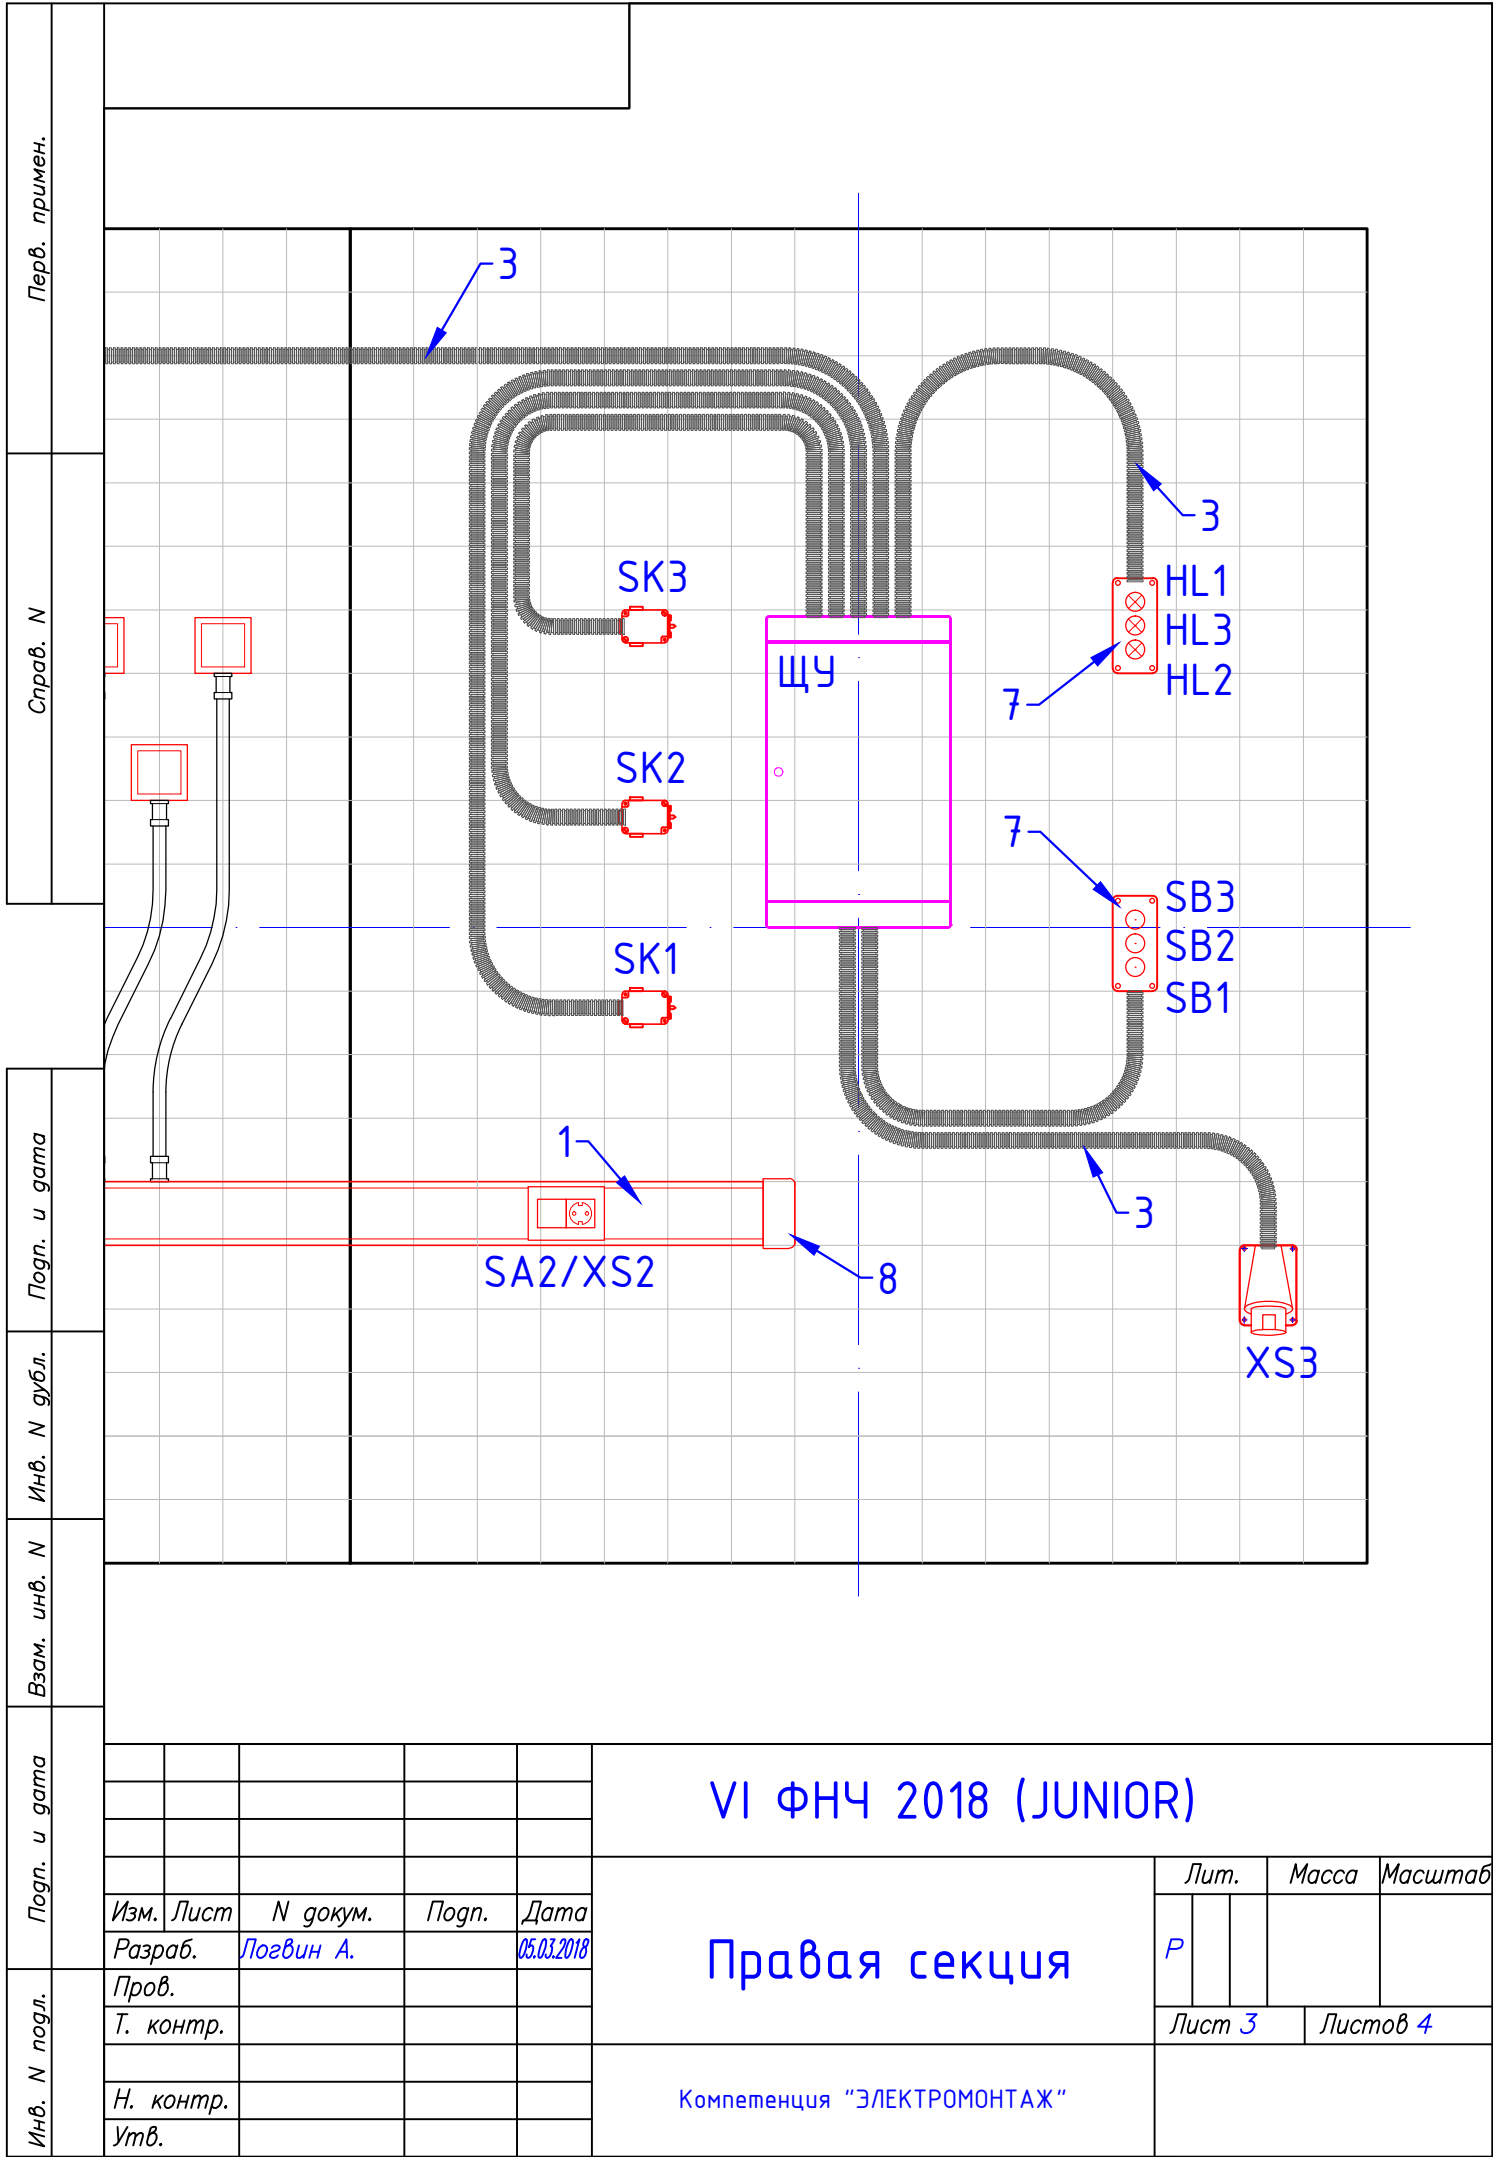 Перв. примен.
Справ. N
Подп. и дата
Инв. N дубл.
Взам. инв. N
Подп. и дата
Инв. N подл.
3
3
SK3
HL1
HL3
HL2
ЩУ
7
SK2
7
SB3
SB2
SB1
SK1
1
3
SA2/XS2
8
XS3
VI ФНЧ 2018 (JUNIOR)
Лит. Масса Масштаб
Изм. Лист N докум. Подп. Дата
Разраб. Логвин А. 05.03.2018
Правая секция
Р
Пров.
Т. контр.
Лист 3 Листов 4
Н. контр.
Компетенция "ЭЛЕКТРОМОНТАЖ"
Утв.